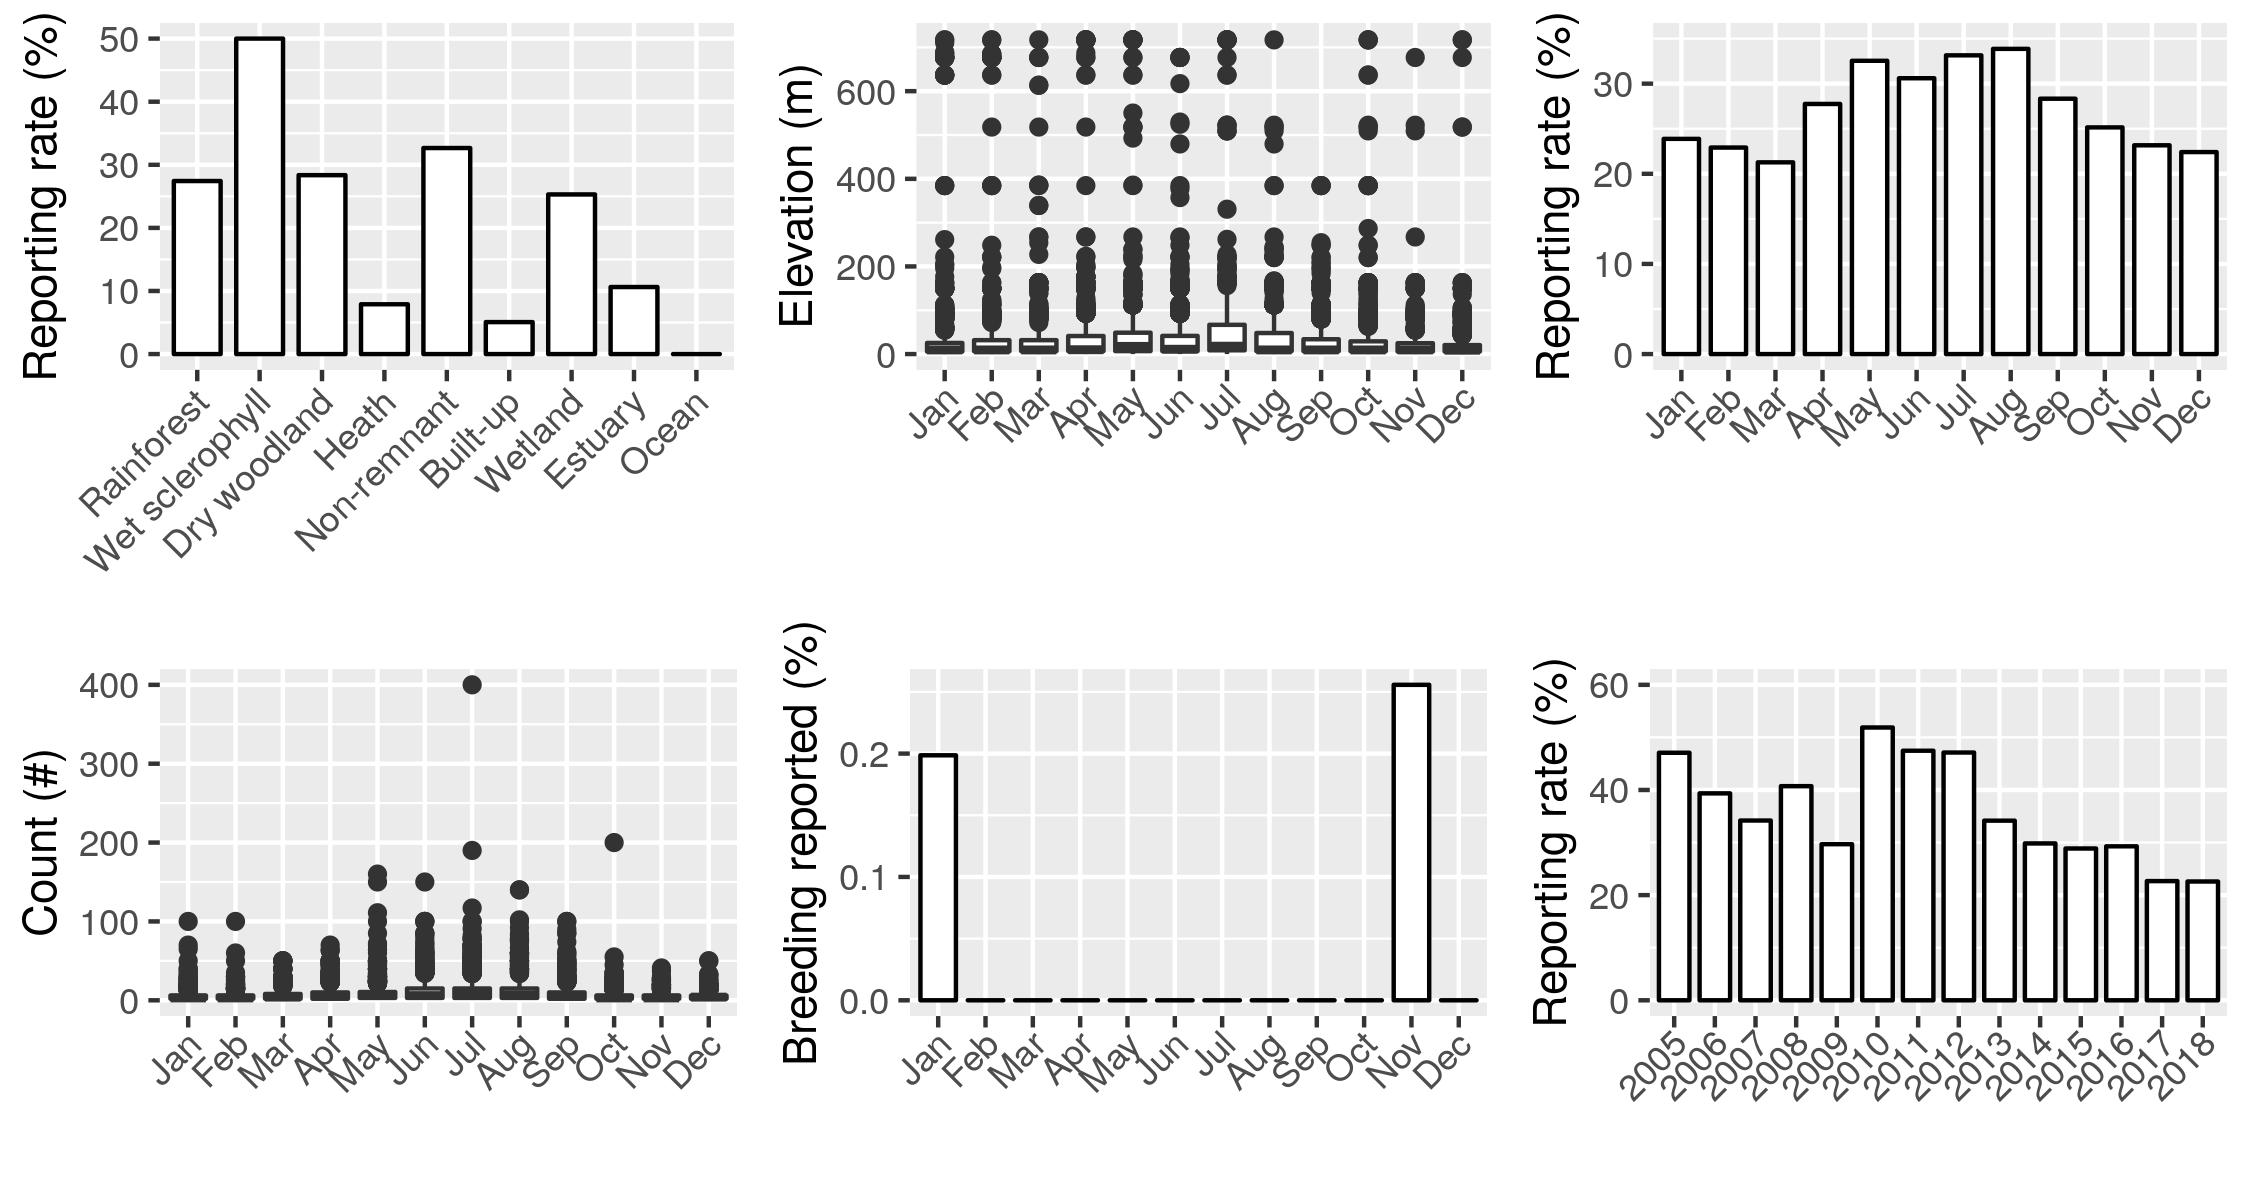 Reporting rate (%)
50
40
30
20
10
0
Rainforest
Wet sclerophyll
Dry woodland
Heath
Non-remnant
Built-up
Wetland
Estuary
Ocean
Elevation (m)
600
400
200
0
Jan
Feb
Mar
Apr
May
Jun
Jul
Aug
Sep
Oct
Nov
Dec
Reporting rate (%)
30
20
10
0
Jan
Feb
Mar
Apr
May
Jun
Jul
Aug
Sep
Oct
Nov
Dec
Count (#)
400
300
200
100
0
Jan
Feb
Mar
Apr
May
Jun
Jul
Aug
Sep
Oct
Nov
Dec
Breeding reported (%)
0.2
0.1
0.0
Jan
Feb
Mar
Apr
May
Jun
Jul
Aug
Sep
Oct
Nov
Dec
Reporting rate (%)
60
40
20
0
2005
2006
2007
2008
2009
2010
2011
2012
2013
2014
2015
2016
2017
2018